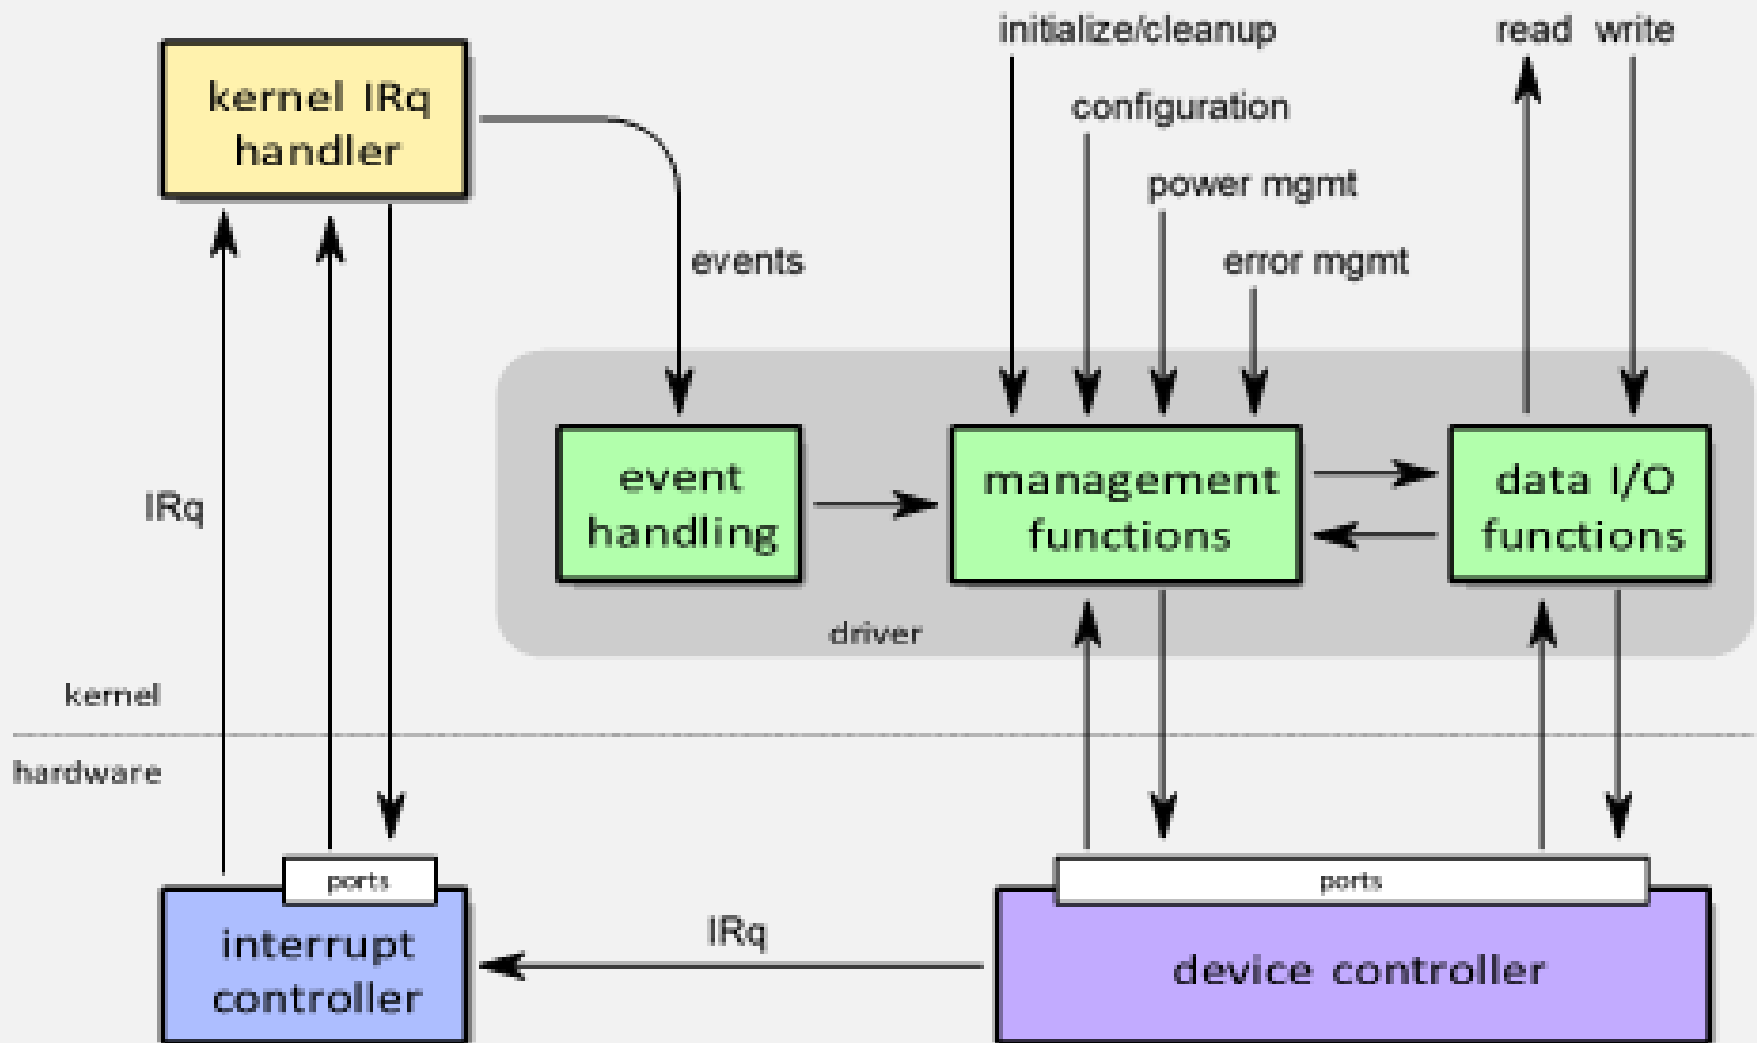 initialize/cleanup
read write
kernel IRq
handler
configuration
power mgmt
events
error mgmt
IRq
event
handling
management
functions
data I/O
functions
driver
kernel
hardware
ports
ports
interrupt
controller
IRq
device controller